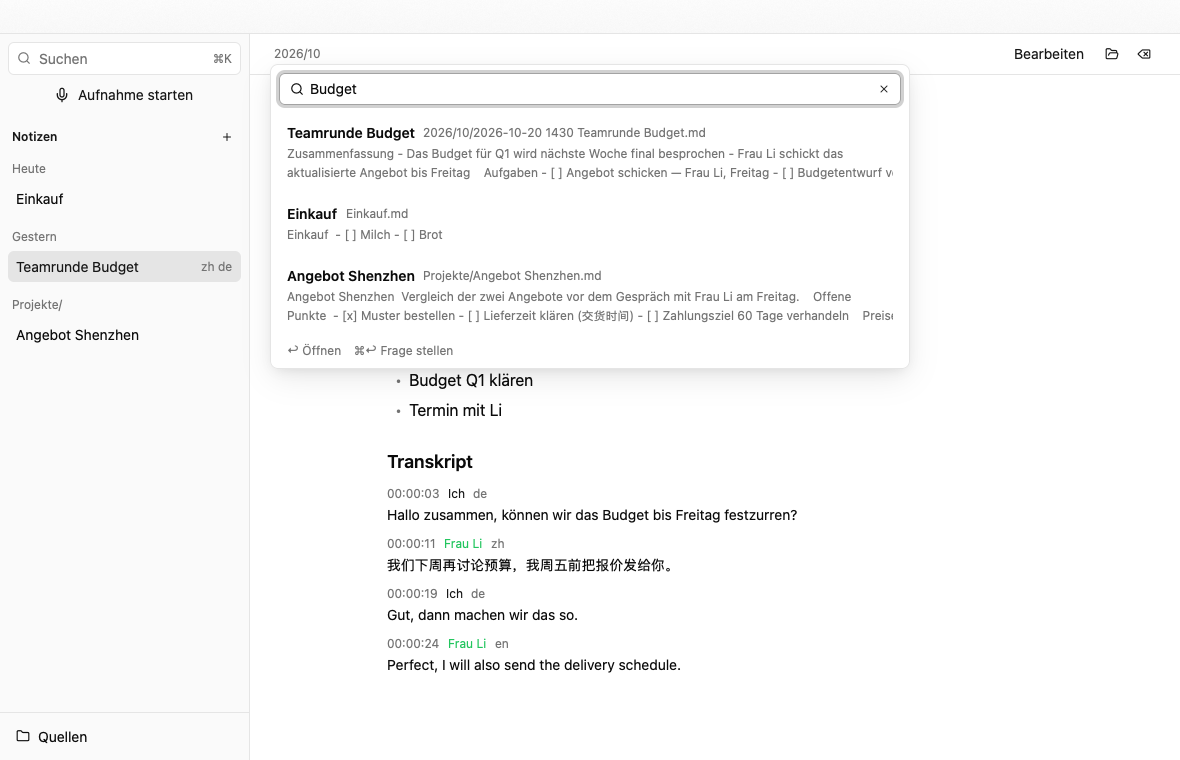 Suchen ⌘K
Aufnahme starten
Notizen +
Heute
Einkauf
Gestern
Teamrunde Budget zh de
Projekte/
Angebot Shenzhen
Quellen
2026/10 Bearbeiten
Budget
Teamrunde Budget 2026/10/2026-10-20 1430 Teamrunde Budget.md
Zusammenfassung - Das Budget für Q1 wird nächste Woche final besprochen - Frau Li schickt das
aktualisierte Angebot bis Freitag Aufgaben - [ ] Angebot schicken — Frau Li, Freitag - [ ] Budgetentwurf
Einkauf Einkauf.md
Einkauf - [ ] Milch - [ ] Brot
Angebot Shenzhen Projekte/Angebot Shenzhen.md
Angebot Shenzhen Vergleich der zwei Angebote vor dem Gespräch mit Frau Li am Freitag. Offene
Punkte - [x] Muster bestellen - [ ] Lieferzeit klären (交货时间) - [ ] Zahlungsziel 60 Tage verhandeln Preise
↩ Öffnen ⌘↩ Frage stellen
• Budget Q1 klären
• Termin mit Li
Transkript
00:00:03 Ich de
Hallo zusammen, können wir das Budget bis Freitag festzurren?
00:00:11 Frau Li zh
我们下周再讨论预算，我周五前把报价发给你。
00:00:19 Ich de
Gut, dann machen wir das so.
00:00:24 Frau Li en
Perfect, I will also send the delivery schedule.